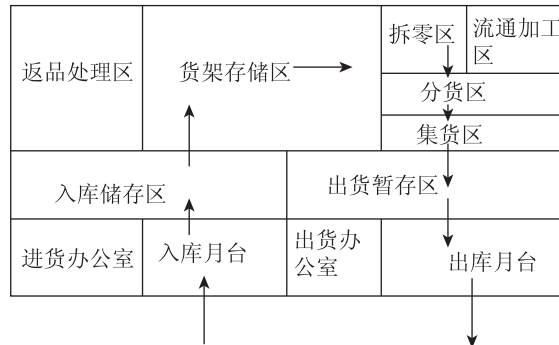 拆零区
流通加工
区
返品处理区
货架存储区
分货区
集货区
入库储存区
出货暂存区
进货办公室
入库月台
出货办
公室
出库月台